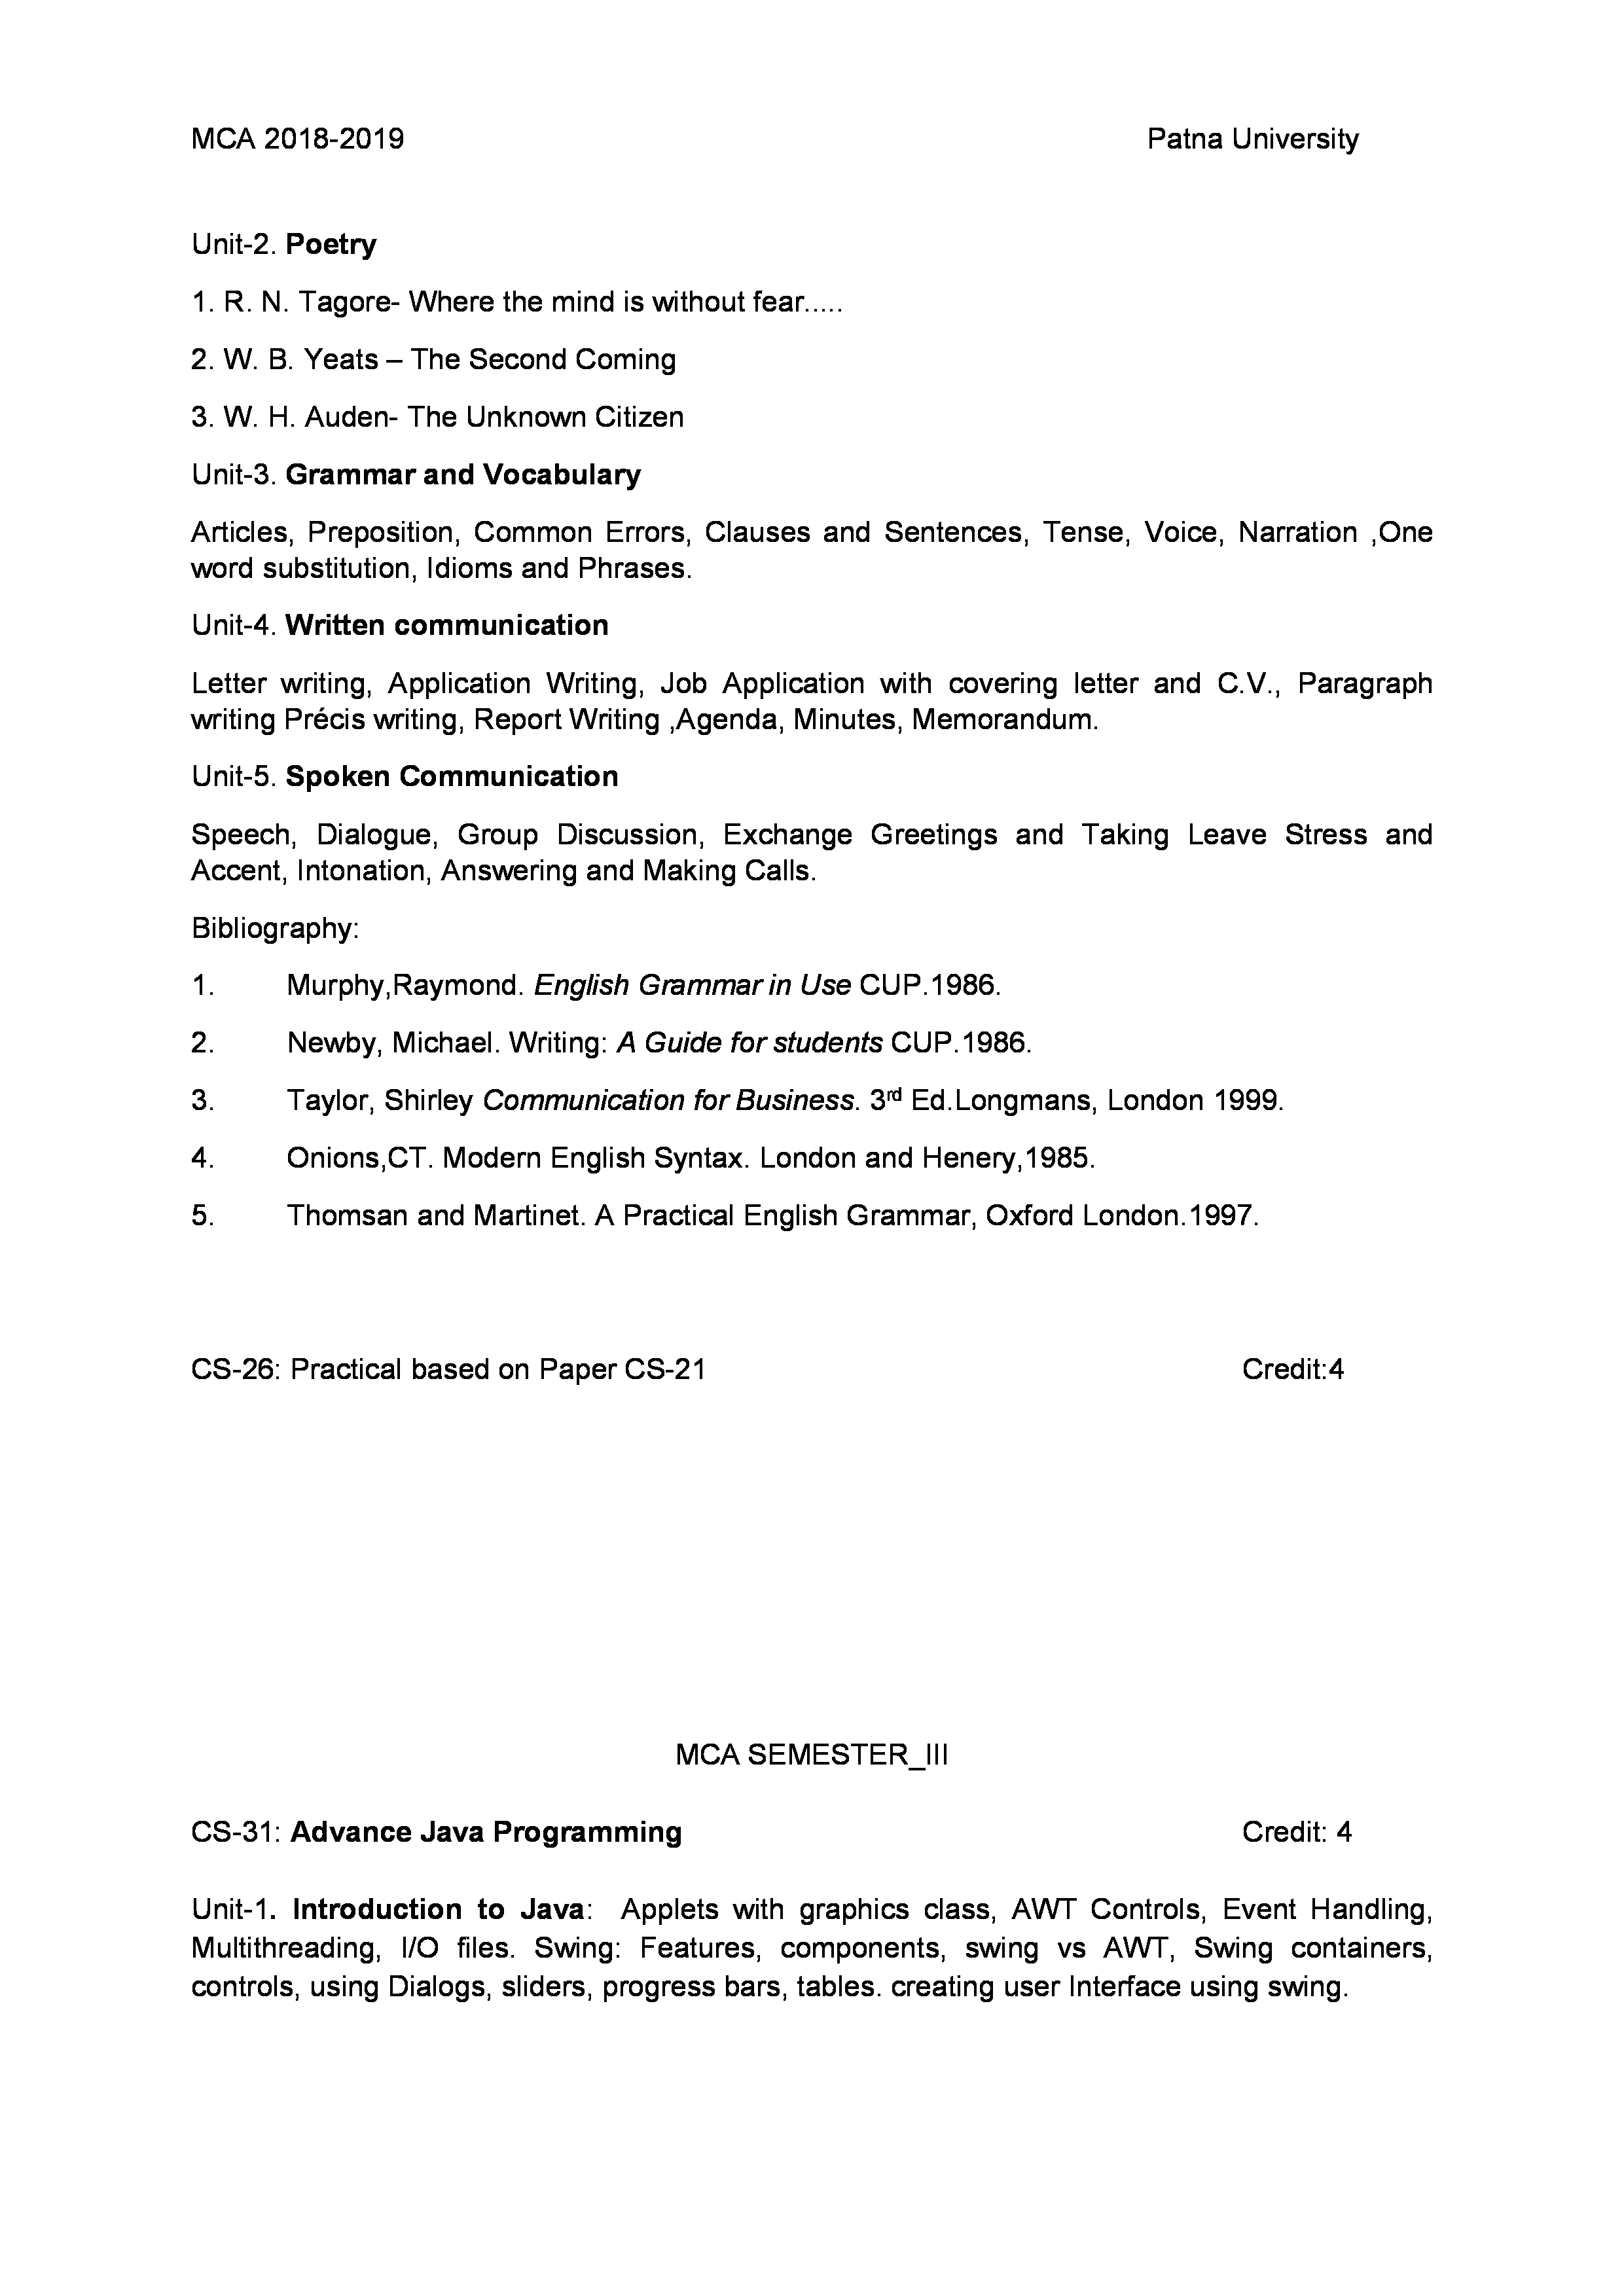 MCA 2018-2019 Patna University
Unit-2. Poetry
1. R. N. Tagore- Where the mind is without fear.....
2. W. B. Yeats – The Second Coming
3. W. H. Auden- The Unknown Citizen
Unit-3. Grammar and Vocabulary
Articles, Preposition, Common Errors, Clauses and Sentences, Tense, Voice, Narration ,One
word substitution, Idioms and Phrases.
Unit-4. Written communication
Letter writing, Application Writing, Job Application with covering letter and C.V., Paragraph
writing Précis writing, Report Writing ,Agenda, Minutes, Memorandum.
Unit-5. Spoken Communication
Speech, Dialogue, Group Discussion, Exchange Greetings and Taking Leave Stress and
Accent, Intonation, Answering and Making Calls.
Bibliography:
1. Murphy,Raymond. English Grammar in Use CUP.1986.
2. Newby, Michael. Writing: A Guide for students CUP.1986.
3. Taylor, Shirley Communication for Business. 3rd Ed.Longmans, London 1999.
4. Onions,CT. Modern English Syntax. London and Henery,1985.
5. Thomsan and Martinet. A Practical English Grammar, Oxford London.1997.
CS-26: Practical based on Paper CS-21 Credit:4
MCA SEMESTER_III
CS-31: Advance Java Programming Credit: 4
Unit-1. Introduction to Java: Applets with graphics class, AWT Controls, Event Handling,
Multithreading, I/O files. Swing: Features, components, swing vs AWT, Swing containers,
controls, using Dialogs, sliders, progress bars, tables. creating user Interface using swing.